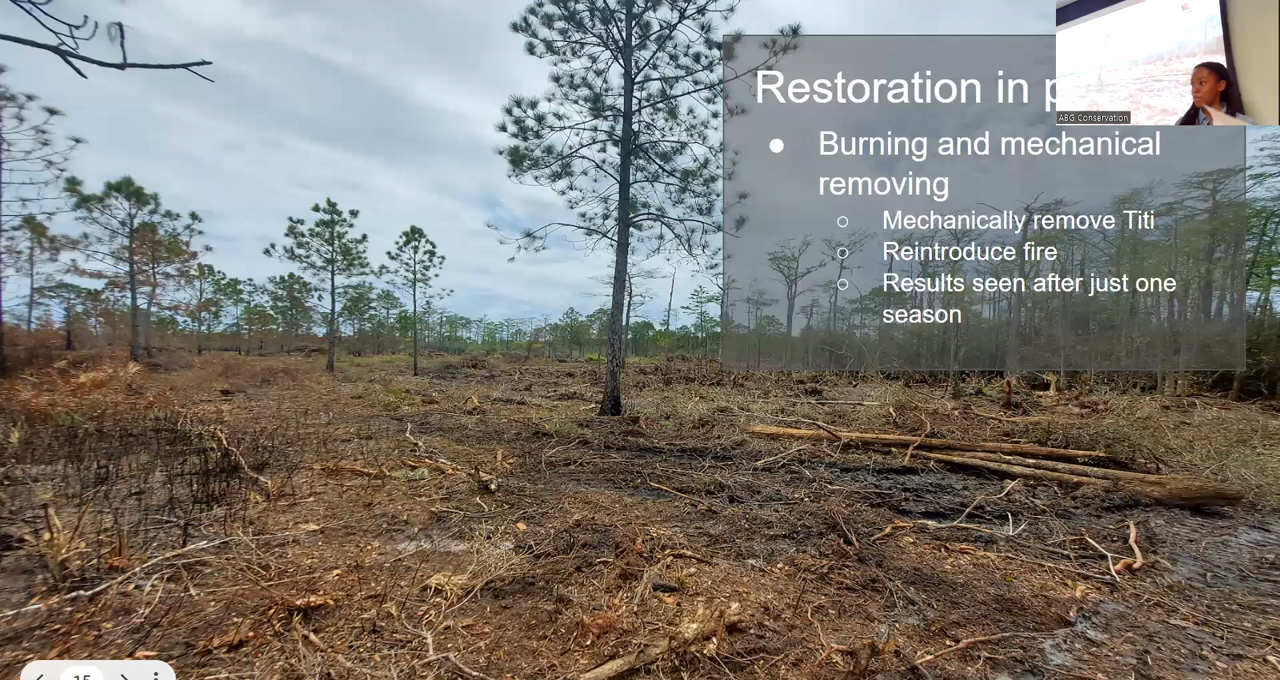 Restoration in p
ABG Conservation
● Burning and mechanical
removing
○ Mechanically remove Titi
○ Reintroduce fire
○ Results seen after just one
season
15